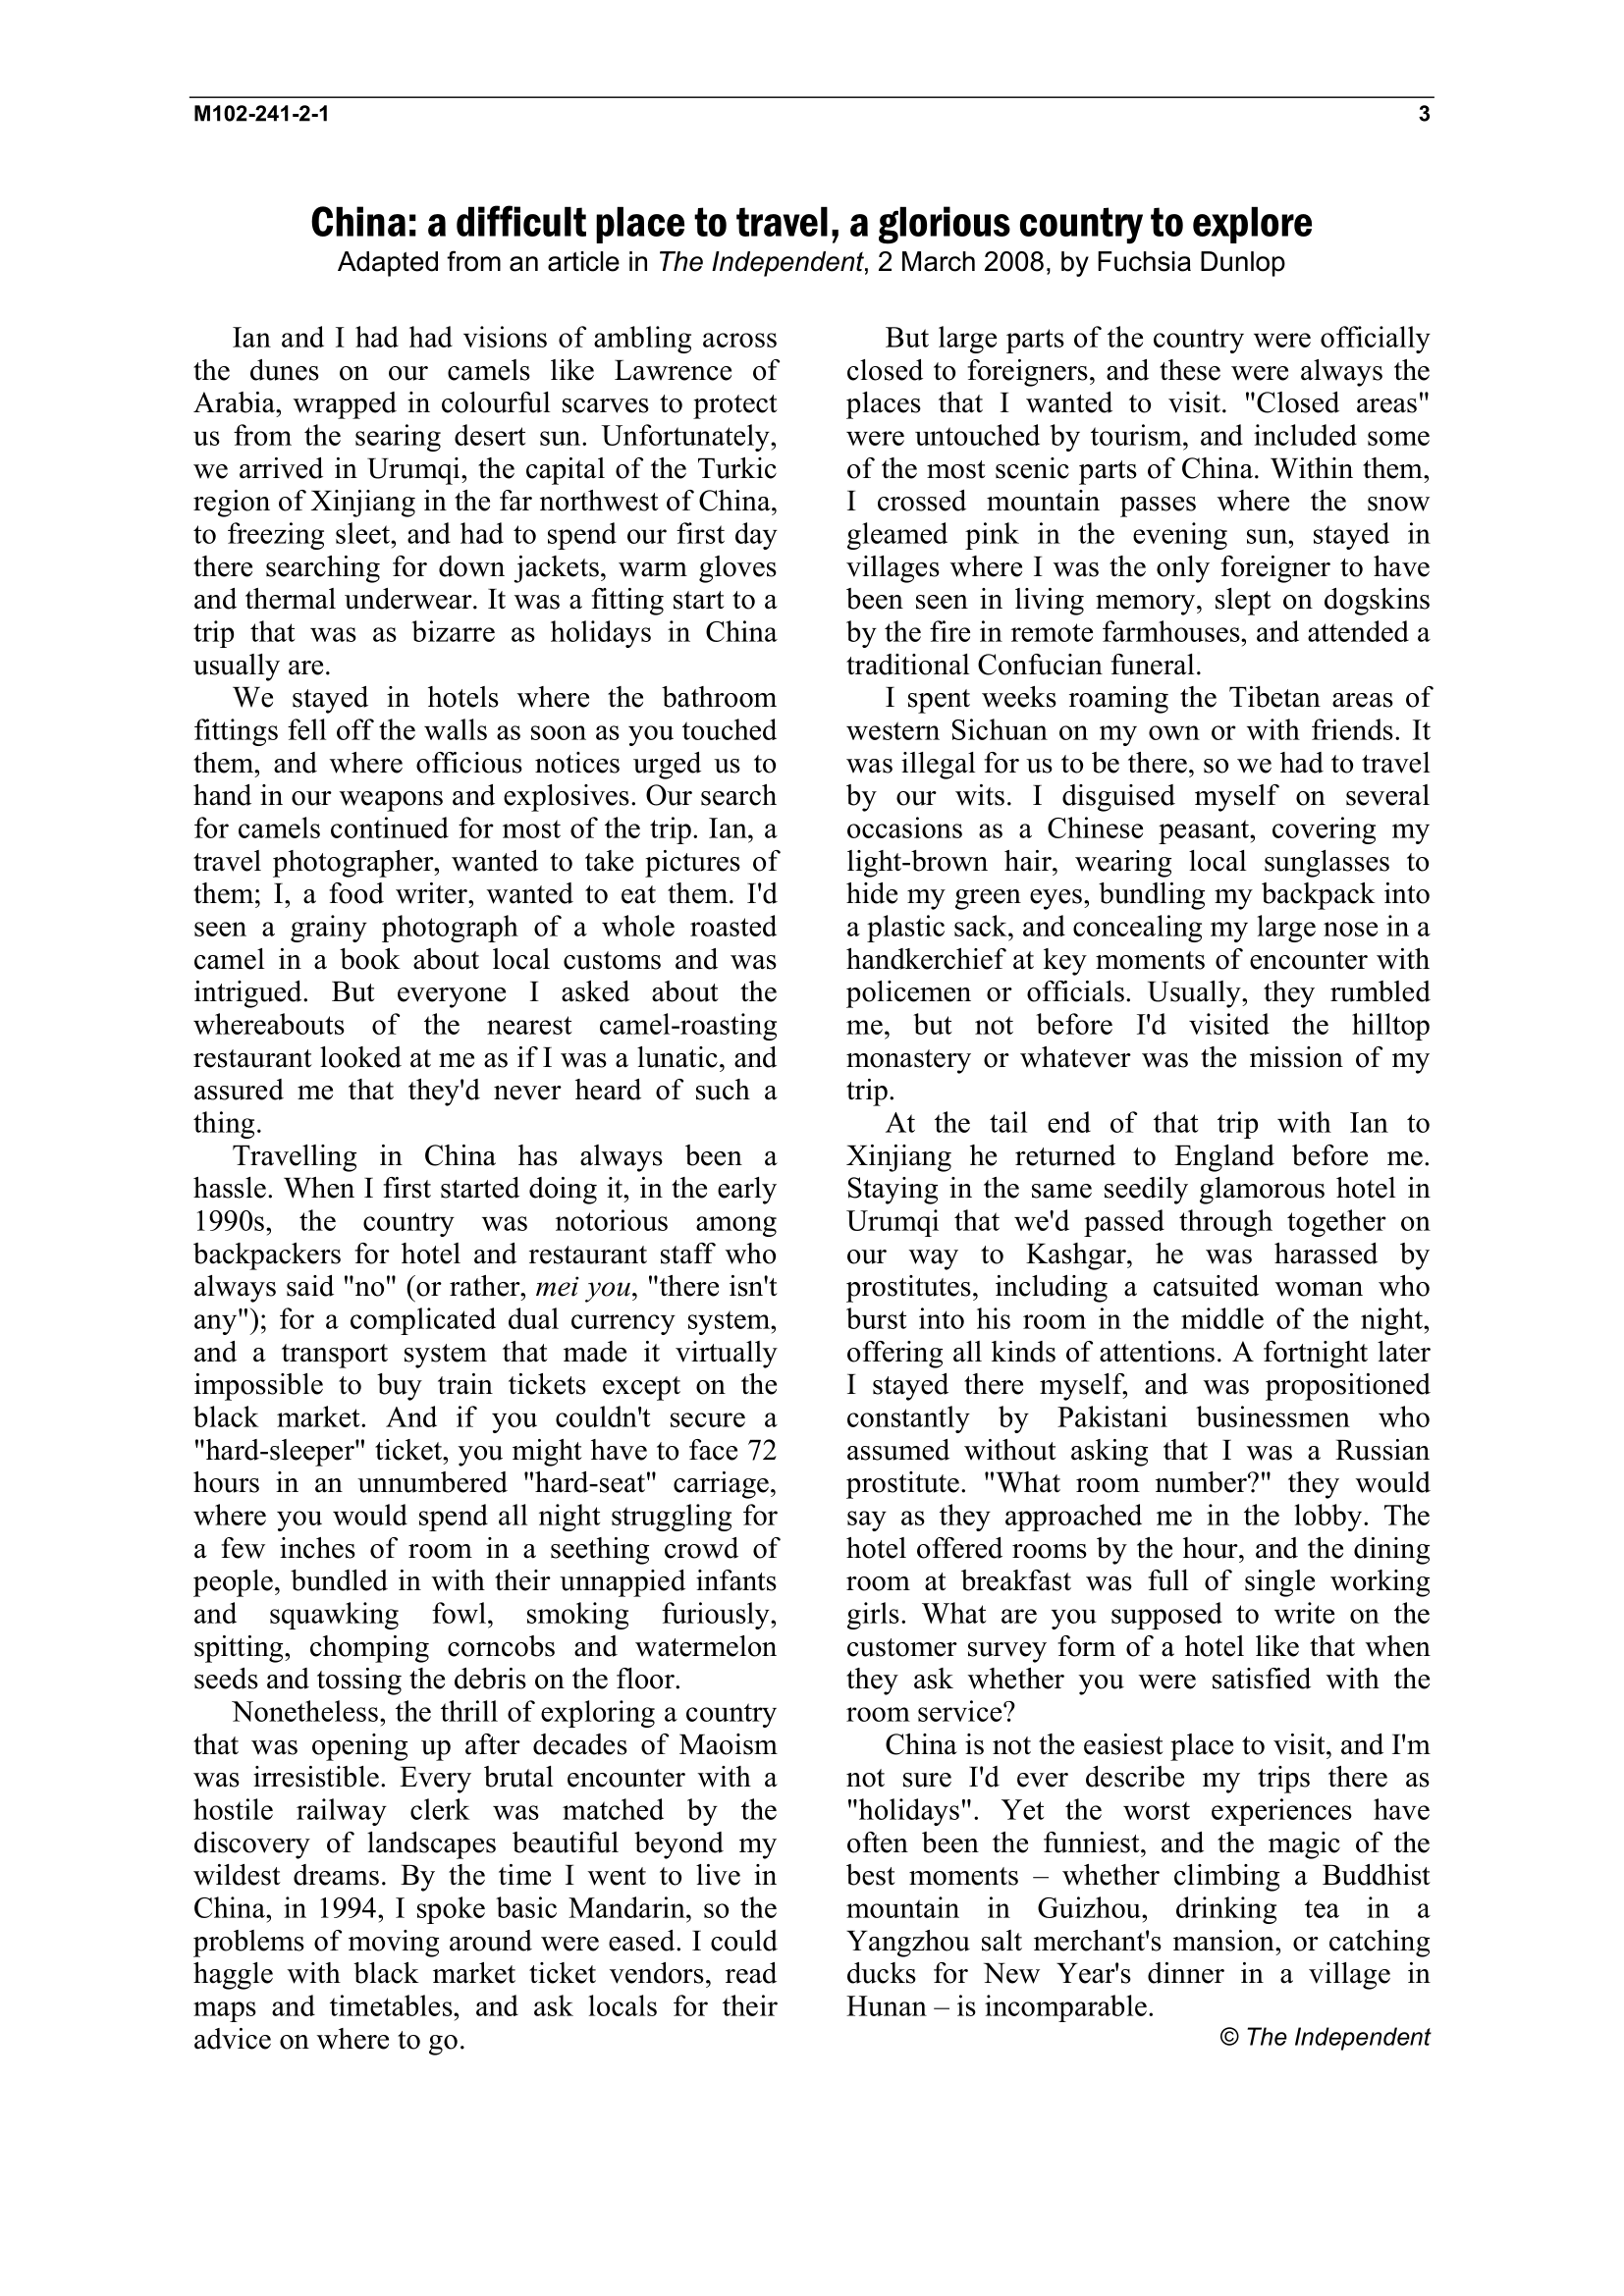 M102-241-2-1
3
China: a difficult place to travel, a glorious country to explore
Adapted from an article in The Independent, 2 March 2008, by Fuchsia Dunlop
Ian and I had had visions of ambling across
the dunes on our camels like Lawrence of
Arabia, wrapped in colourful scarves to protect
us from the searing desert sun. Unfortunately,
we arrived in Urumqi, the capital of the Turkic
region of Xinjiang in the far northwest of China,
to freezing sleet, and had to spend our first day
there searching for down jackets, warm gloves
and thermal underwear. It was a fitting start to a
trip that was as bizarre as holidays in China
usually are.
We stayed in hotels where the bathroom
fittings fell off the walls as soon as you touched
them, and where officious notices urged us to
hand in our weapons and explosives. Our search
for camels continued for most of the trip. Ian, a
travel photographer, wanted to take pictures of
them; I, a food writer, wanted to eat them. I'd
seen a grainy photograph of a whole roasted
camel in a book about local customs and was
intrigued. But everyone I asked about the
whereabouts of the nearest camel-roasting
restaurant looked at me as if I was a lunatic, and
assured me that they'd never heard of such a
thing.
Travelling in China has always been a
hassle. When I first started doing it, in the early
1990s, the country was notorious among
backpackers for hotel and restaurant staff who
always said "no" (or rather, mei you, "there isn't
any"); for a complicated dual currency system,
and a transport system that made it virtually
impossible to buy train tickets except on the
black market. And if you couldn't secure a
"hard-sleeper" ticket, you might have to face 72
hours in an unnumbered "hard-seat" carriage,
where you would spend all night struggling for
a few inches of room in a seething crowd of
people, bundled in with their unnappied infants
and squawking fowl, smoking furiously,
spitting, chomping corncobs and watermelon
seeds and tossing the debris on the floor.
Nonetheless, the thrill of exploring a country
that was opening up after decades of Maoism
was irresistible. Every brutal encounter with a
hostile railway clerk was matched by the
discovery of landscapes beautiful beyond my
wildest dreams. By the time I went to live in
China, in 1994, I spoke basic Mandarin, so the
problems of moving around were eased. I could
haggle with black market ticket vendors, read
maps and timetables, and ask locals for their
advice on where to go.
But large parts of the country were officially
closed to foreigners, and these were always the
places that I wanted to visit. "Closed areas"
were untouched by tourism, and included some
of the most scenic parts of China. Within them,
I crossed mountain passes where the snow
gleamed pink in the evening sun, stayed in
villages where I was the only foreigner to have
been seen in living memory, slept on dogskins
by the fire in remote farmhouses, and attended a
traditional Confucian funeral.
I spent weeks roaming the Tibetan areas of
western Sichuan on my own or with friends. It
was illegal for us to be there, so we had to travel
by our wits. I disguised myself on several
occasions as a Chinese peasant, covering my
light-brown hair, wearing local sunglasses to
hide my green eyes, bundling my backpack into
a plastic sack, and concealing my large nose in a
handkerchief at key moments of encounter with
policemen or officials. Usually, they rumbled
me, but not before I'd visited the hilltop
monastery or whatever was the mission of my
trip.
At the tail end of that trip with Ian to
Xinjiang he returned to England before me.
Staying in the same seedily glamorous hotel in
Urumqi that we'd passed through together on
our way to Kashgar, he was harassed by
prostitutes, including a catsuited woman who
burst into his room in the middle of the night,
offering all kinds of attentions. A fortnight later
I stayed there myself, and was propositioned
constantly by Pakistani businessmen who
assumed without asking that I was a Russian
prostitute. "What room number?" they would
say as they approached me in the lobby. The
hotel offered rooms by the hour, and the dining
room at breakfast was full of single working
girls. What are you supposed to write on the
customer survey form of a hotel like that when
they ask whether you were satisfied with the
room service?
China is not the easiest place to visit, and I'm
not sure I'd ever describe my trips there as
"holidays". Yet the worst experiences have
often been the funniest, and the magic of the
best moments – whether climbing a Buddhist
mountain in Guizhou, drinking tea in a
Yangzhou salt merchant's mansion, or catching
ducks for New Year's dinner in a village in
Hunan – is incomparable.
© The Independent